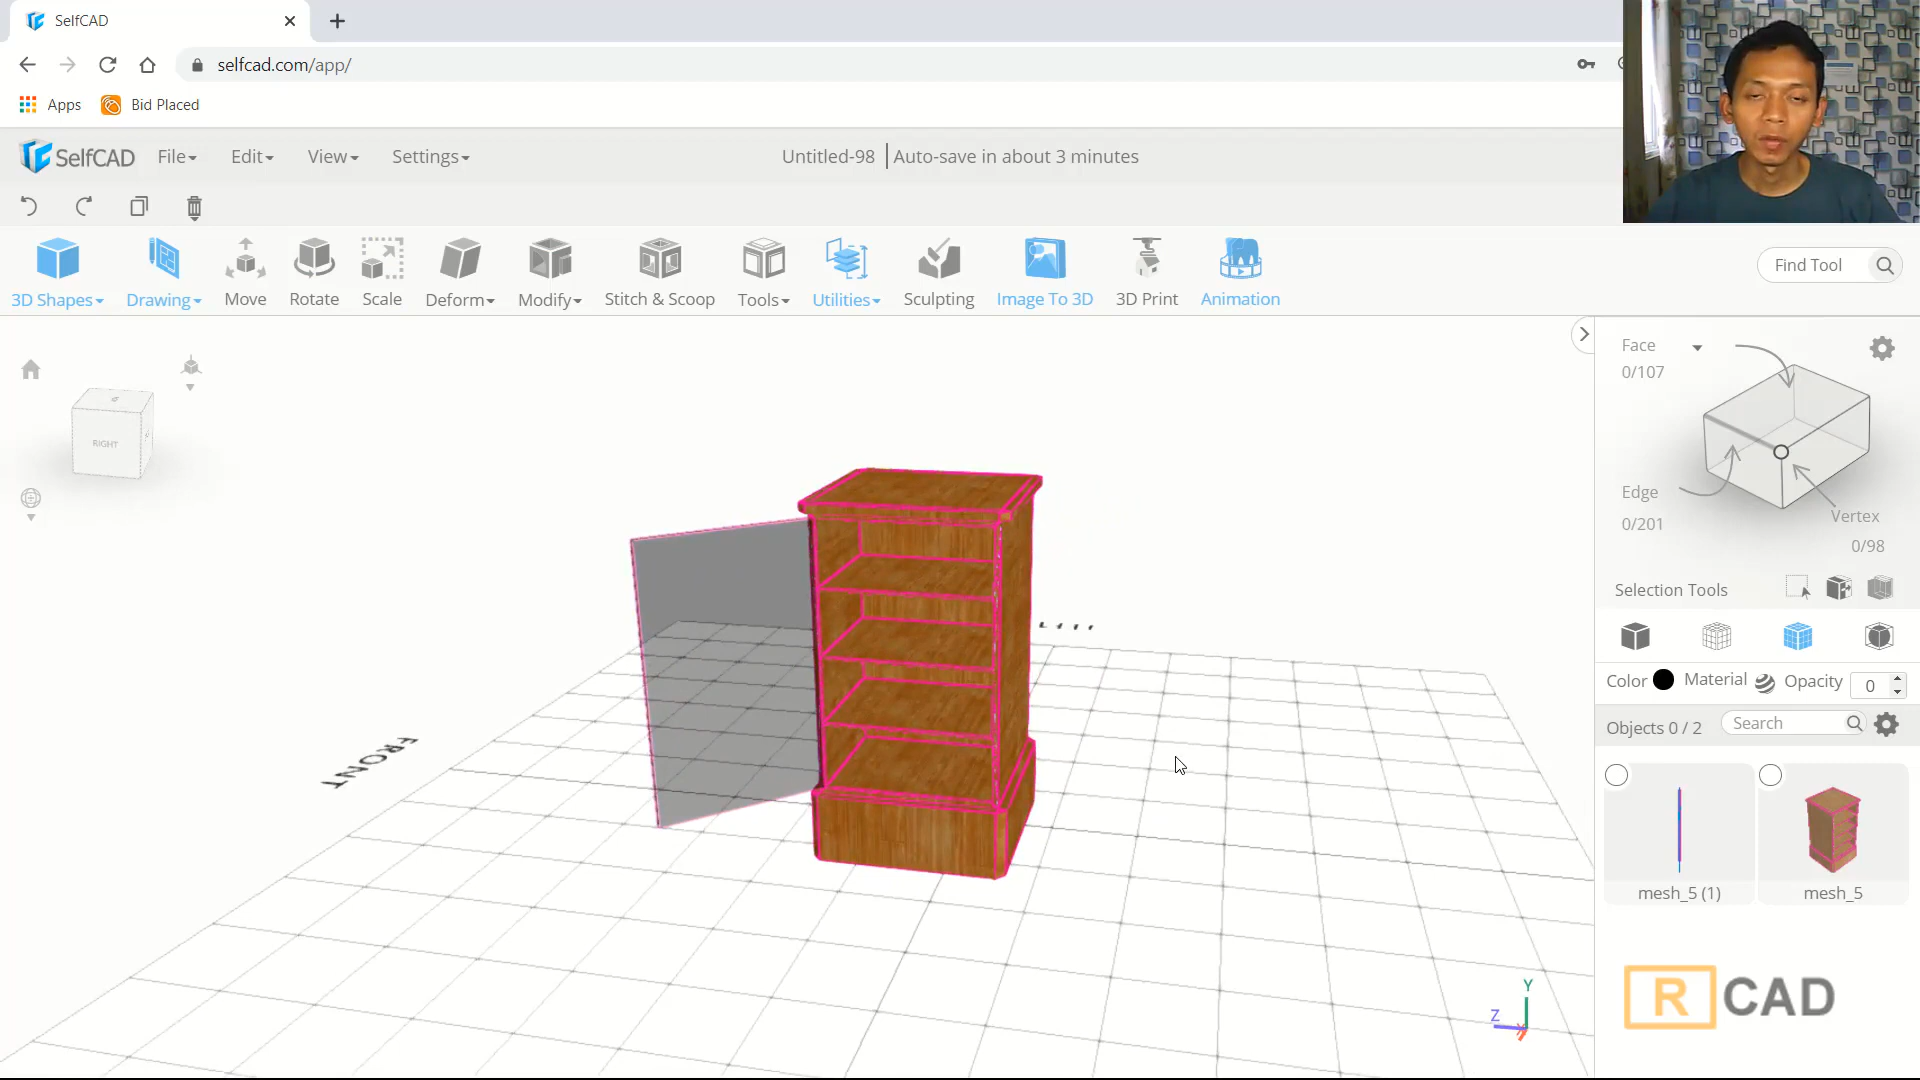 SelfCAD
selfcad.com/app/
Apps
Bid Placed
SelfCAD
File
Edit
View
Settings
Untitled-98
Auto-save in about 3 minutes
3D Shapes
Drawing
Move
Rotate
Scale
Deform
Modify
Stitch & Scoop
Tools
Utilities
Sculpting
Image To 3D
3D Print
Animation
Find Tool
RIGHT
FRONT
Face
0/107
Edge
0/201
Vertex
0/98
Selection Tools
Color
Material
Opacity
0
Objects 0 / 2
Search
mesh_5 (1)
mesh_5
Y
Z
X
R CAD